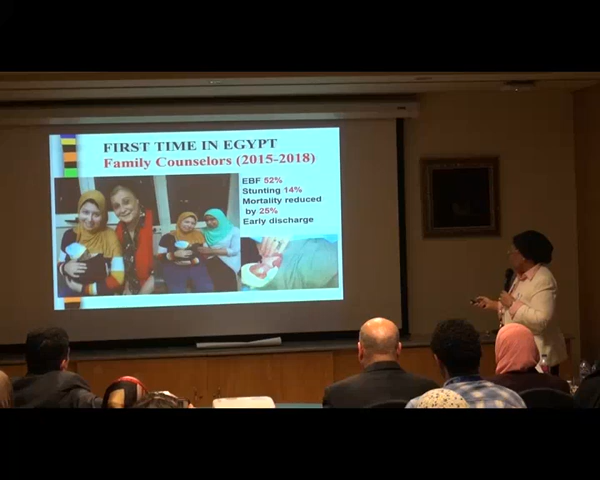 FIRST TIME IN EGYPT
Family Counselors (2015-2018)
EBF 52%
Stunting 14%
Mortality reduced
by 25%
Early discharge